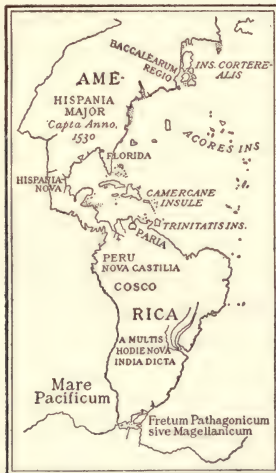 BACCALEARUM
REGIO
INS. CORTERE-
ALIS
AMÉ-
HISPANIA
MAJOR
Capta Anno,
1530
ACORES INS
FLORIDA
HISPANIA
NOVA
CAMERCANE
INSULE
TRINITATIS INS.
PARIA
PERU
NOVA CASTILIA
COSCO
RICA
A MULTIS
HODIE NOVA
INDIA DICTA
Mare
Pacificum
Fretum Pathagonicum
sive Magellanicum